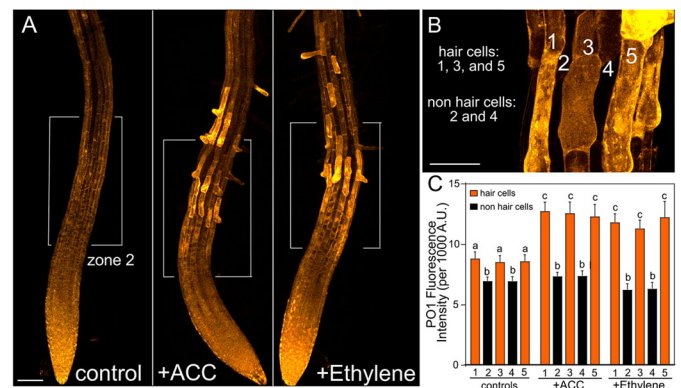 A
zone 2
control
+ACC
+Ethylene
B
hair cells:
1, 3, and 5
non hair cells:
2 and 4
1
2
3
4
5
C
PO1 Fluorescence
Intensity (per 1000 A.U.)
15
10
5
0
hair cells
non hair cells
a b a b a
c b c b c
c b c b c
1 2 3 4 5 1 2 3 4 5 1 2 3 4 5
controls +ACC +Ethylene